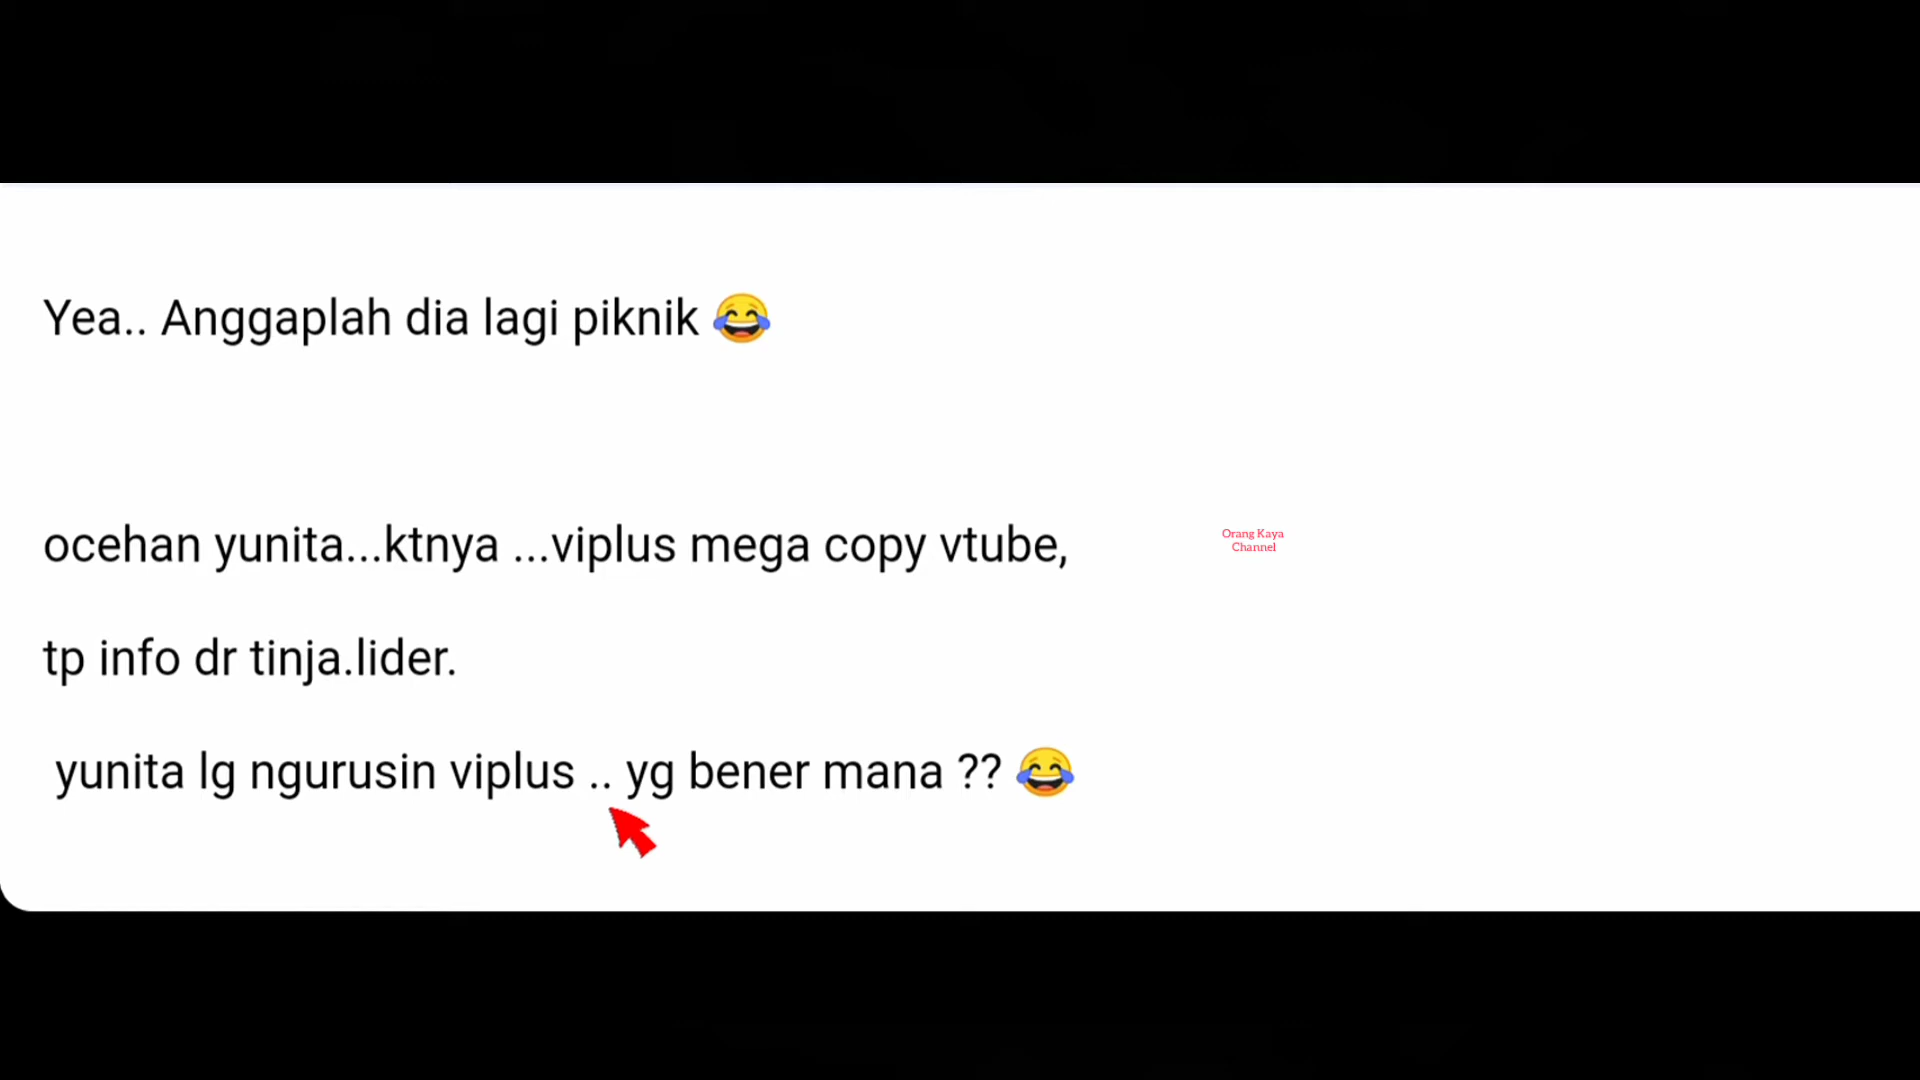 Yea.. Anggaplah dia lagi piknik 😂
ocehan yunita...ktnya ...viplus mega copy vtube,
tp info dr tinja.lider.
yunita lg ngurusin viplus .. yg bener mana ?? 😂
Orang Kaya
Channel